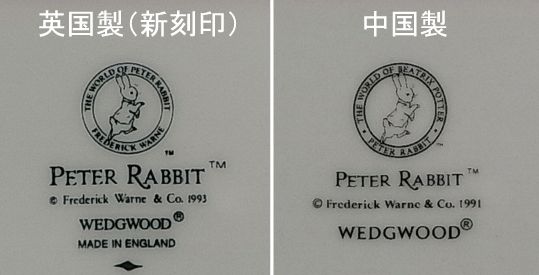 英国製(新刻印)
THE WORLD OF PETER RABBIT
FREDERICK WARNE
TM
PETER RABBIT™
© Frederick Warne & Co. 1993
WEDGWOOD®
MADE IN ENGLAND
中国製
THE WORLD OF BEATRIX POTTER
• PETER RABBIT •
TM
PETER RABBIT™
© Frederick Warne & Co. 1991
WEDGWOOD®